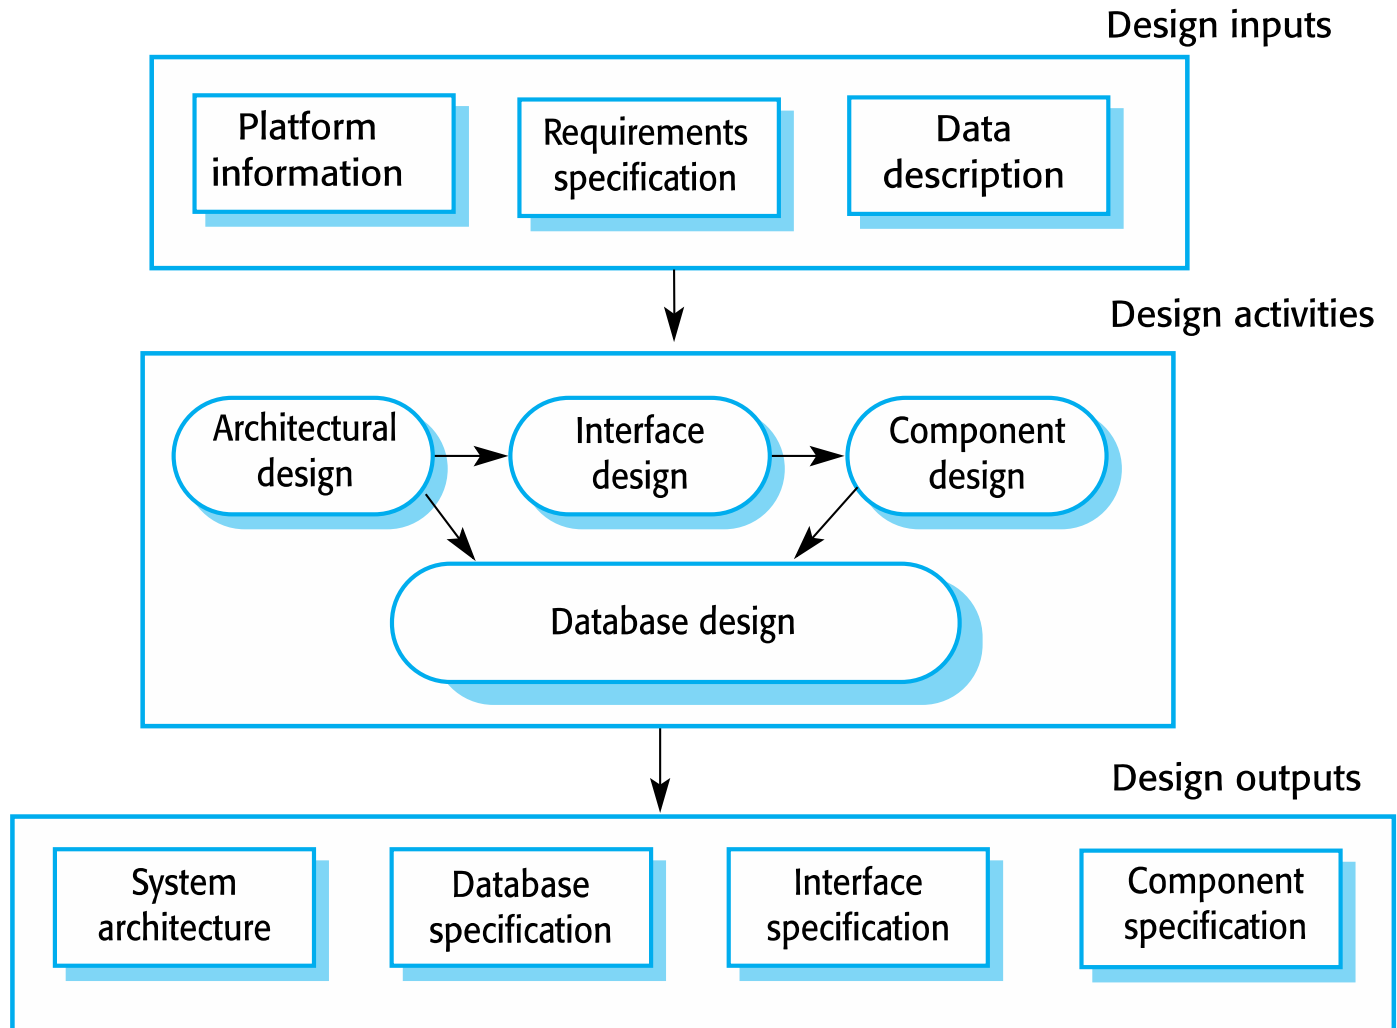 Design inputs
Platform
information
Requirements
specification
Data
description
Design activities
Architectural
design
Interface
design
Component
design
Database design
Design outputs
System
architecture
Database
specification
Interface
specification
Component
specification